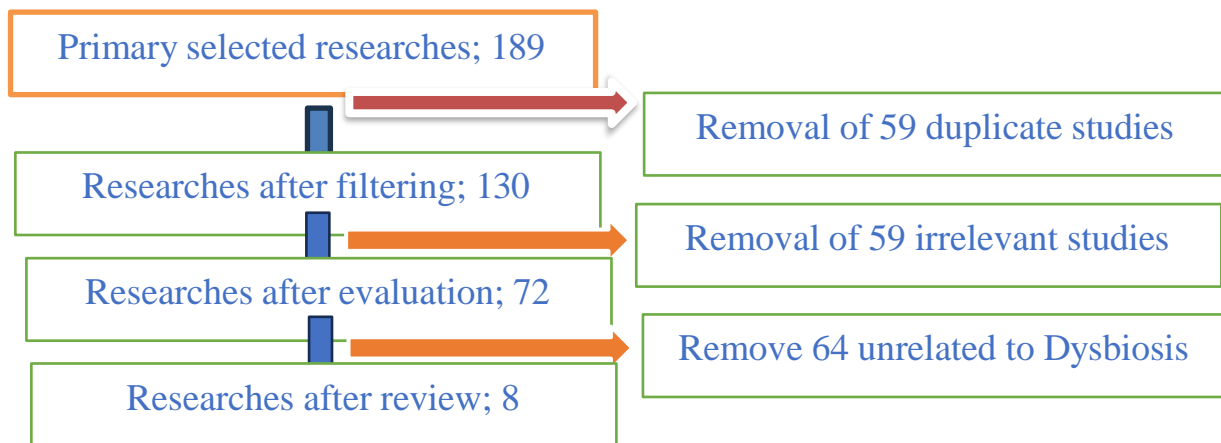 Primary selected researches; 189
Removal of 59 duplicate studies
Researches after filtering; 130
Removal of 59 irrelevant studies
Researches after evaluation; 72
Remove 64 unrelated to Dysbiosis
Researches after review; 8